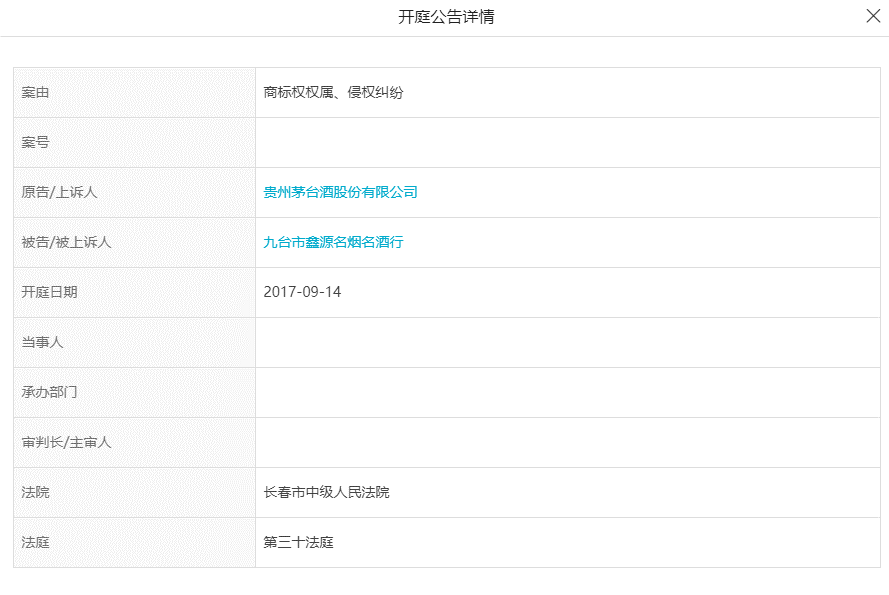 开庭公告详情
案由 商标权权属、侵权纠纷
案号
原告/上诉人 贵州茅台酒股份有限公司
被告/被上诉人 九台市鑫源名烟名酒行
开庭日期 2017-09-14
当事人
承办部门
审判长/主审人
法院 长春市中级人民法院
法庭 第三十法庭